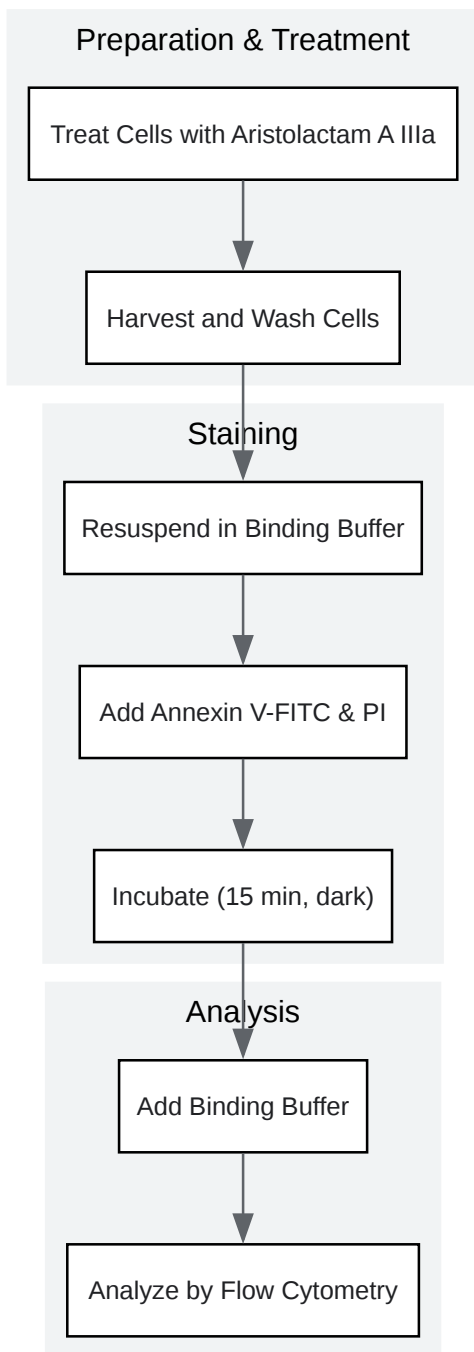 Preparation & Treatment
Treat Cells with Aristolactam A IIIa
Harvest and Wash Cells
Staining
Resuspend in Binding Buffer
Add Annexin V-FITC & PI
Incubate (15 min, dark)
Analysis
Add Binding Buffer
Analyze by Flow Cytometry